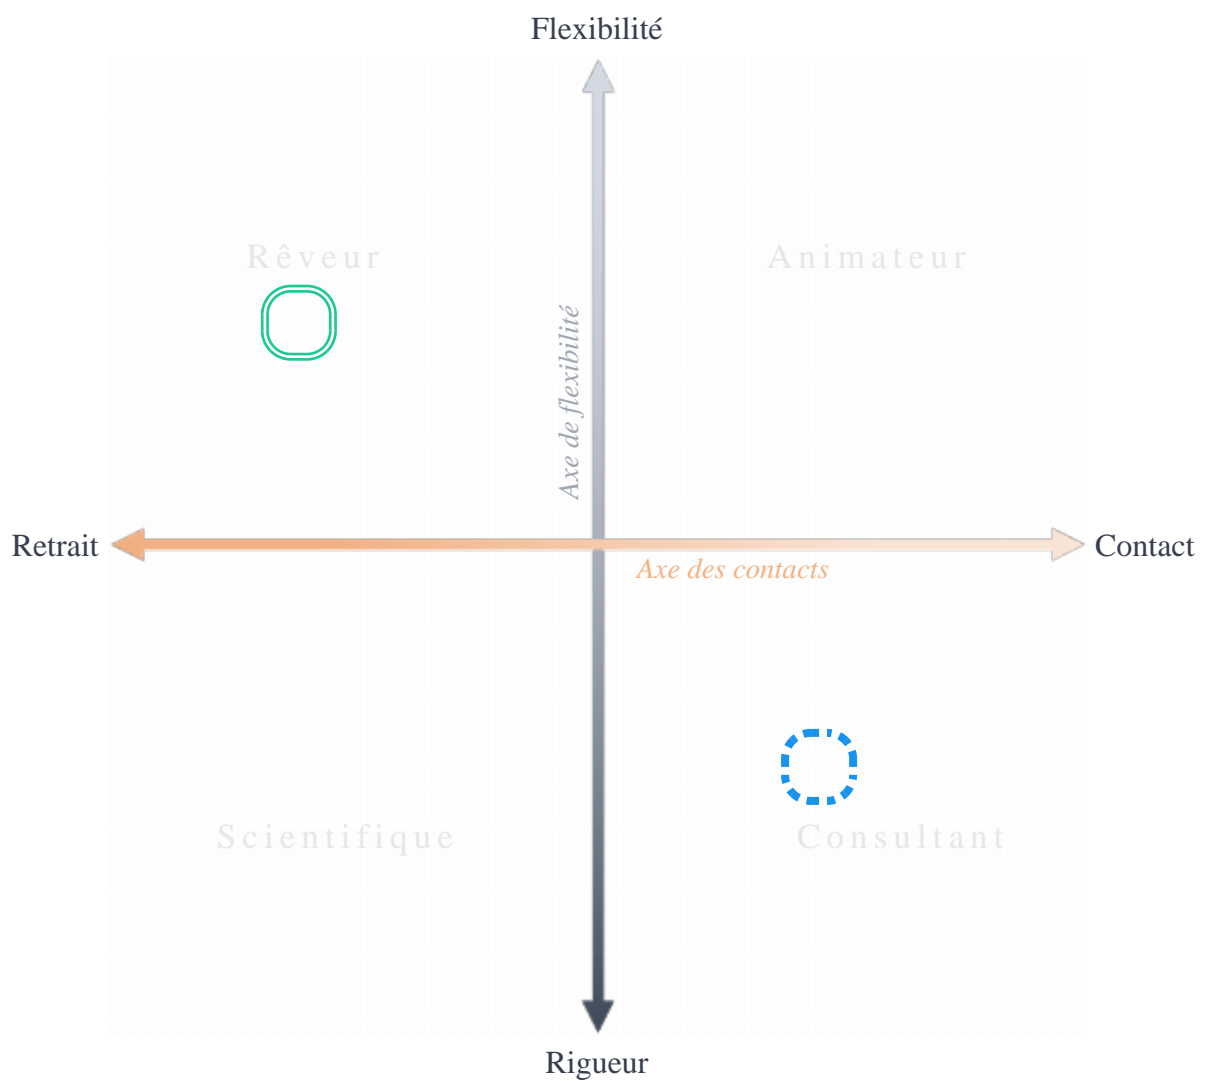 Flexibilité
Rêveur
Animateur
Axe de flexibilité
Retrait
Contact
Axe des contacts
Scientifique
Consultant
Rigueur